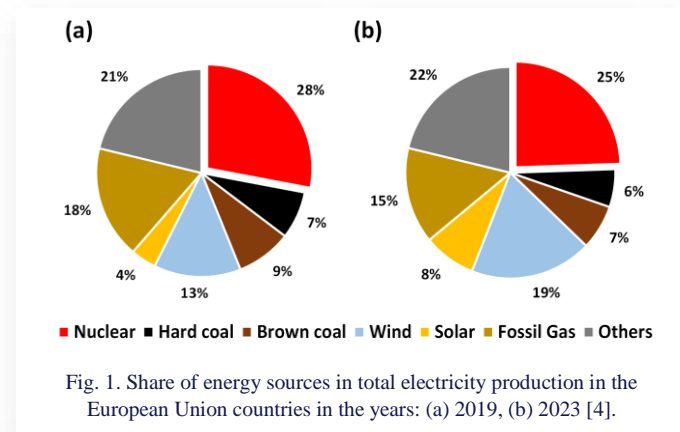 (a)
(b)
21%
28%
18%
7%
4%
9%
13%
22%
25%
15%
6%
7%
8%
19%
Nuclear Hard coal Brown coal Wind Solar Fossil Gas Others
Fig. 1. Share of energy sources in total electricity production in the
European Union countries in the years: (a) 2019, (b) 2023 [4].